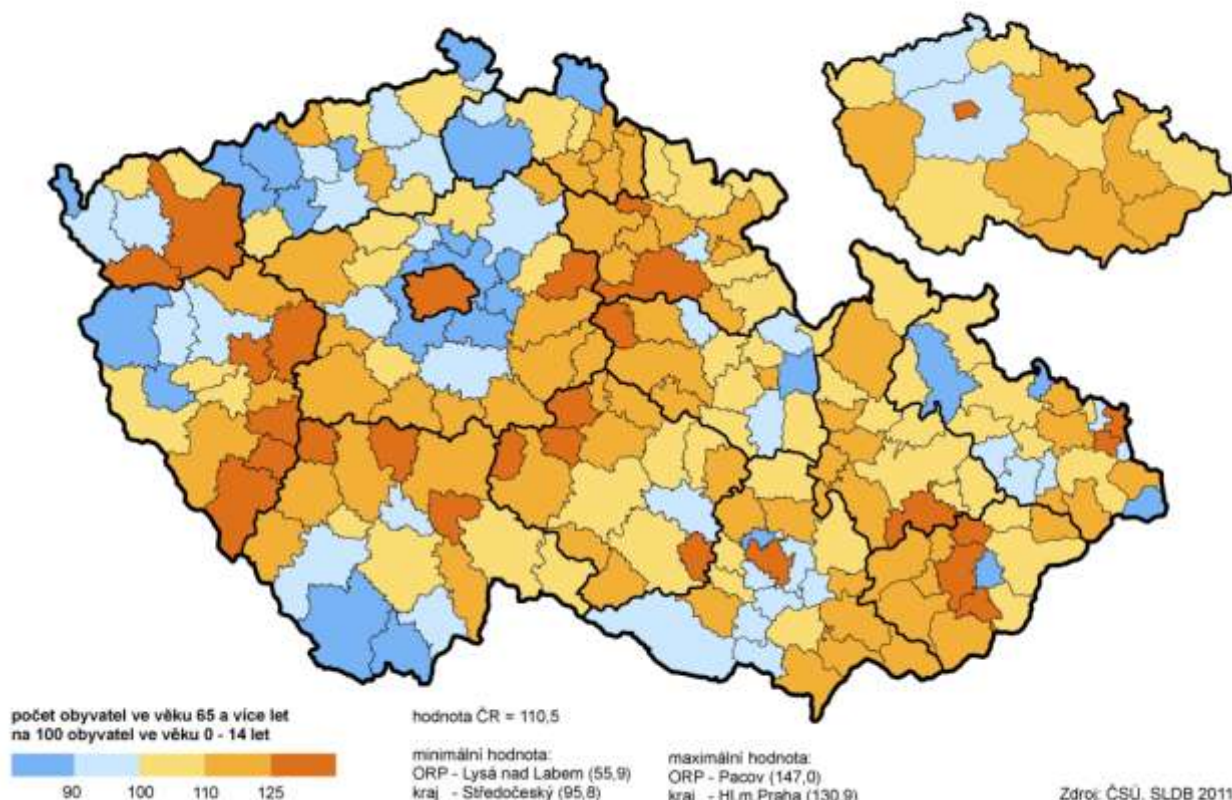 počet obyvatel ve věku 65 a více let
na 100 obyvatel ve věku 0 - 14 let
90 100 110 125
hodnota ČR = 110,5
minimální hodnota:
ORP - Lysá nad Labem (55,9)
kraj - Středočeský (95,8)
maximální hodnota:
ORP - Pacov (147,0)
kraj - Hl.m Praha (130,9)
Zdroj: ČSÚ, SLDB 2011